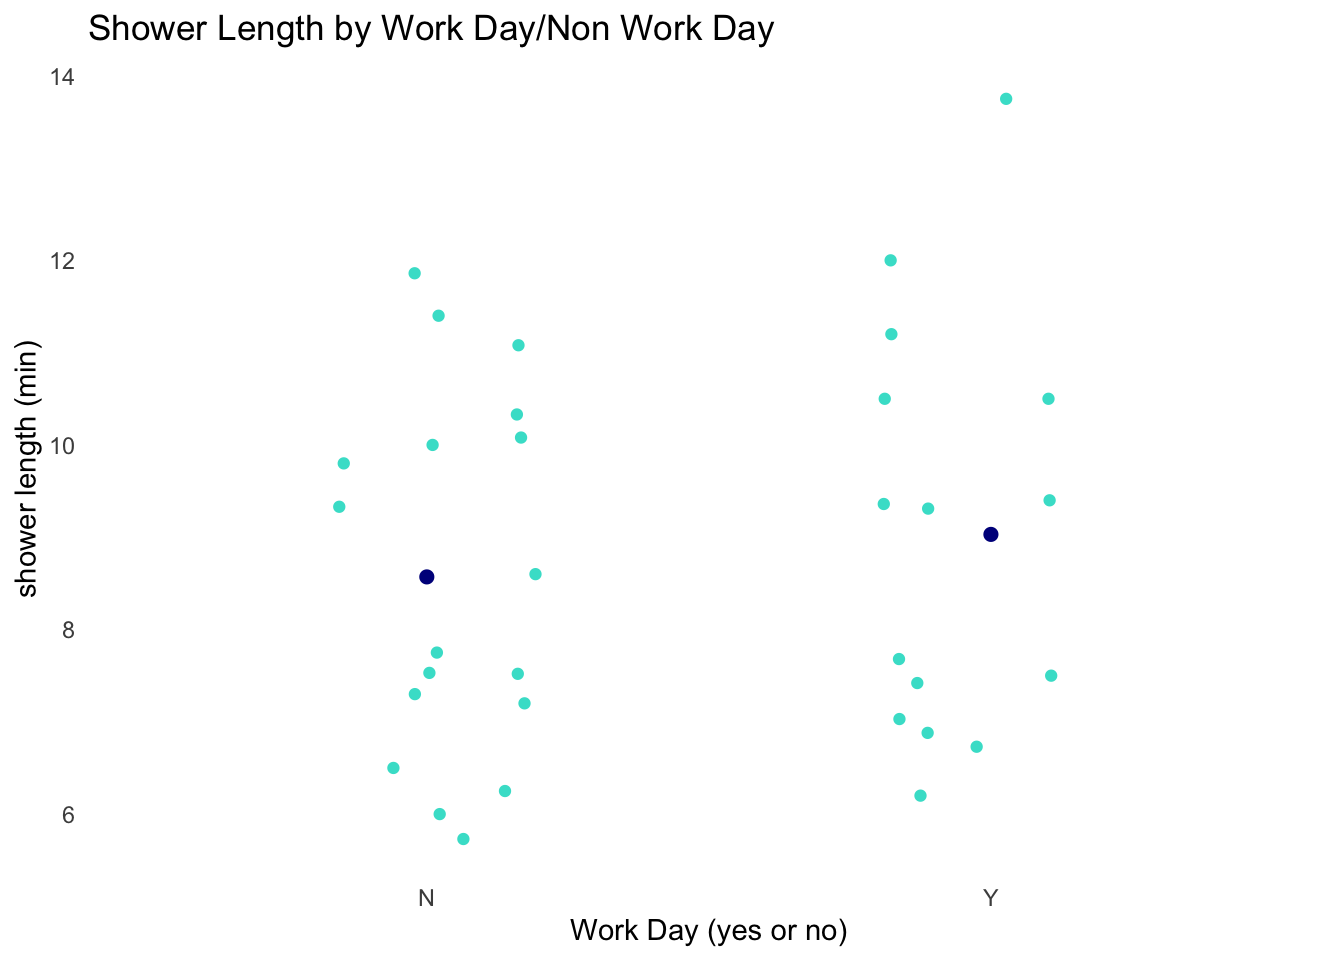 Shower Length by Work Day/Non Work Day
14
12
10
8
6
shower length (min)
N
Y
Work Day (yes or no)